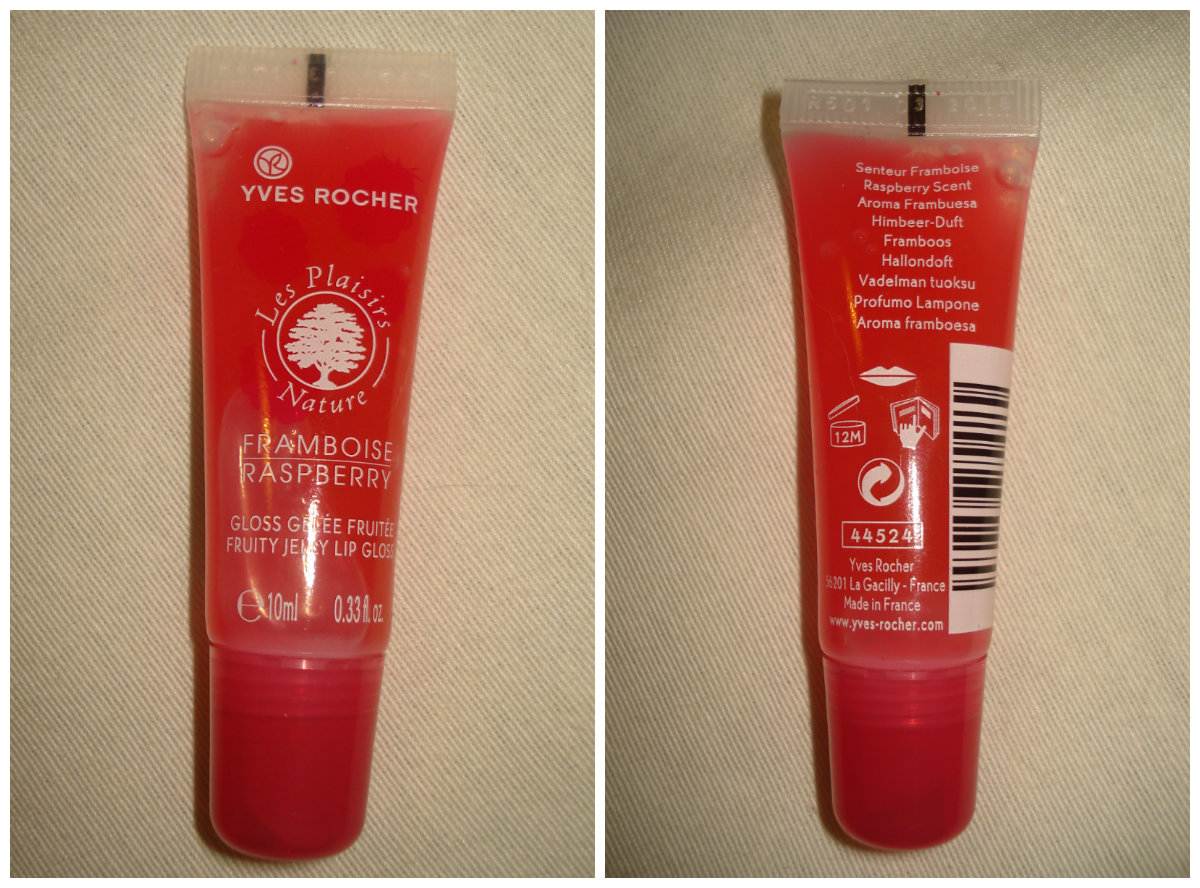 YVES ROCHER
Les Plaisirs
Nature
FRAMBOISE
RASPBERRY
GLOSS GELÉE FRUITÉE
FRUITY JELLY LIP GLOSS
e 10ml 0.33 fl. oz.
Senteur Framboise
Raspberry Scent
Aroma Frambuesa
Himbeer-Duft
Framboos
Hallondoft
Vadelman tuoksu
Profumo Lampone
Aroma framboesa
12M
44524
Yves Rocher
56201 La Gacilly - France
Made in France
www.yves-rocher.com